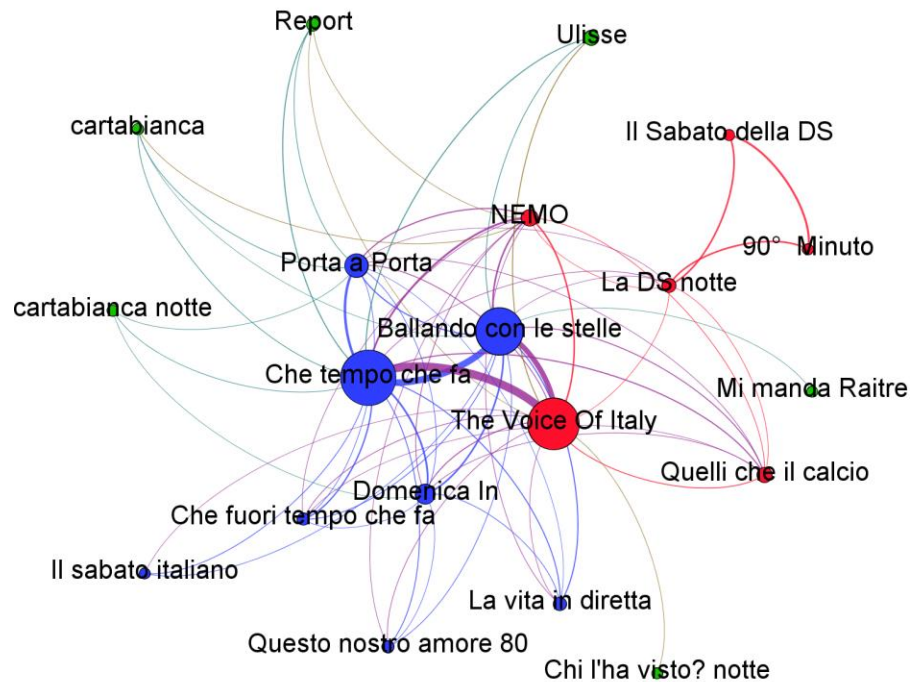 Report
Ulisse
cartabianca
Il Sabato della DS
NEMO
90° Minuto
Porta a Porta
La DS notte
cartabianca notte
Ballando con le stelle
Che tempo che fa
Mi manda Raitre
The Voice Of Italy
Quelli che il calcio
Domenica In
Che fuori tempo che fa
Il sabato italiano
La vita in diretta
Questo nostro amore 80
Chi l'ha visto? notte